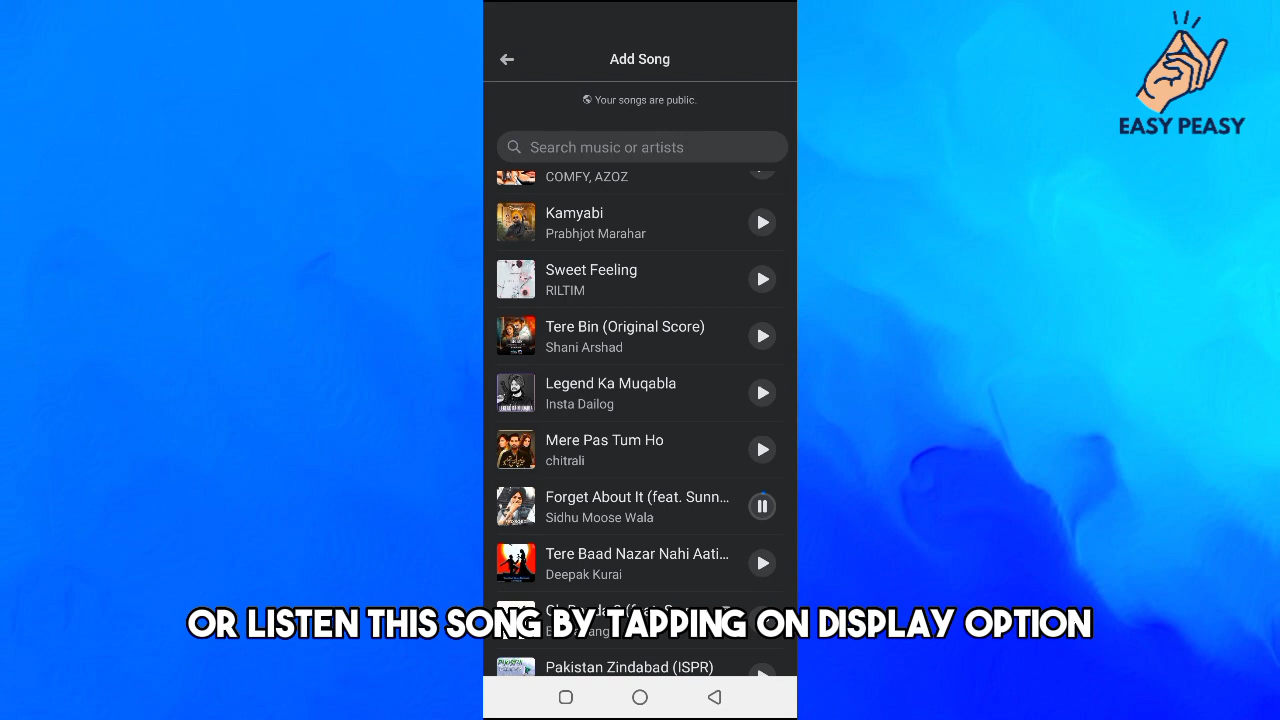 EASY PEASY
Add Song
Your songs are public.
Search music or artists
COMFY, AZOZ
Kamyabi
Prabhjot Marahar
Sweet Feeling
RILTIM
Tere Bin (Original Score)
Shani Arshad
Legend Ka Muqabla
Insta Dailog
Mere Pas Tum Ho
chitrali
Forget About It (feat. Sunn...
Sidhu Moose Wala
Tere Baad Nazar Nahi Aati...
Deepak Kurai
OR LISTEN THIS SONG BY TAPPING ON DISPLAY OPTION
Pakistan Zindabad (ISPR)